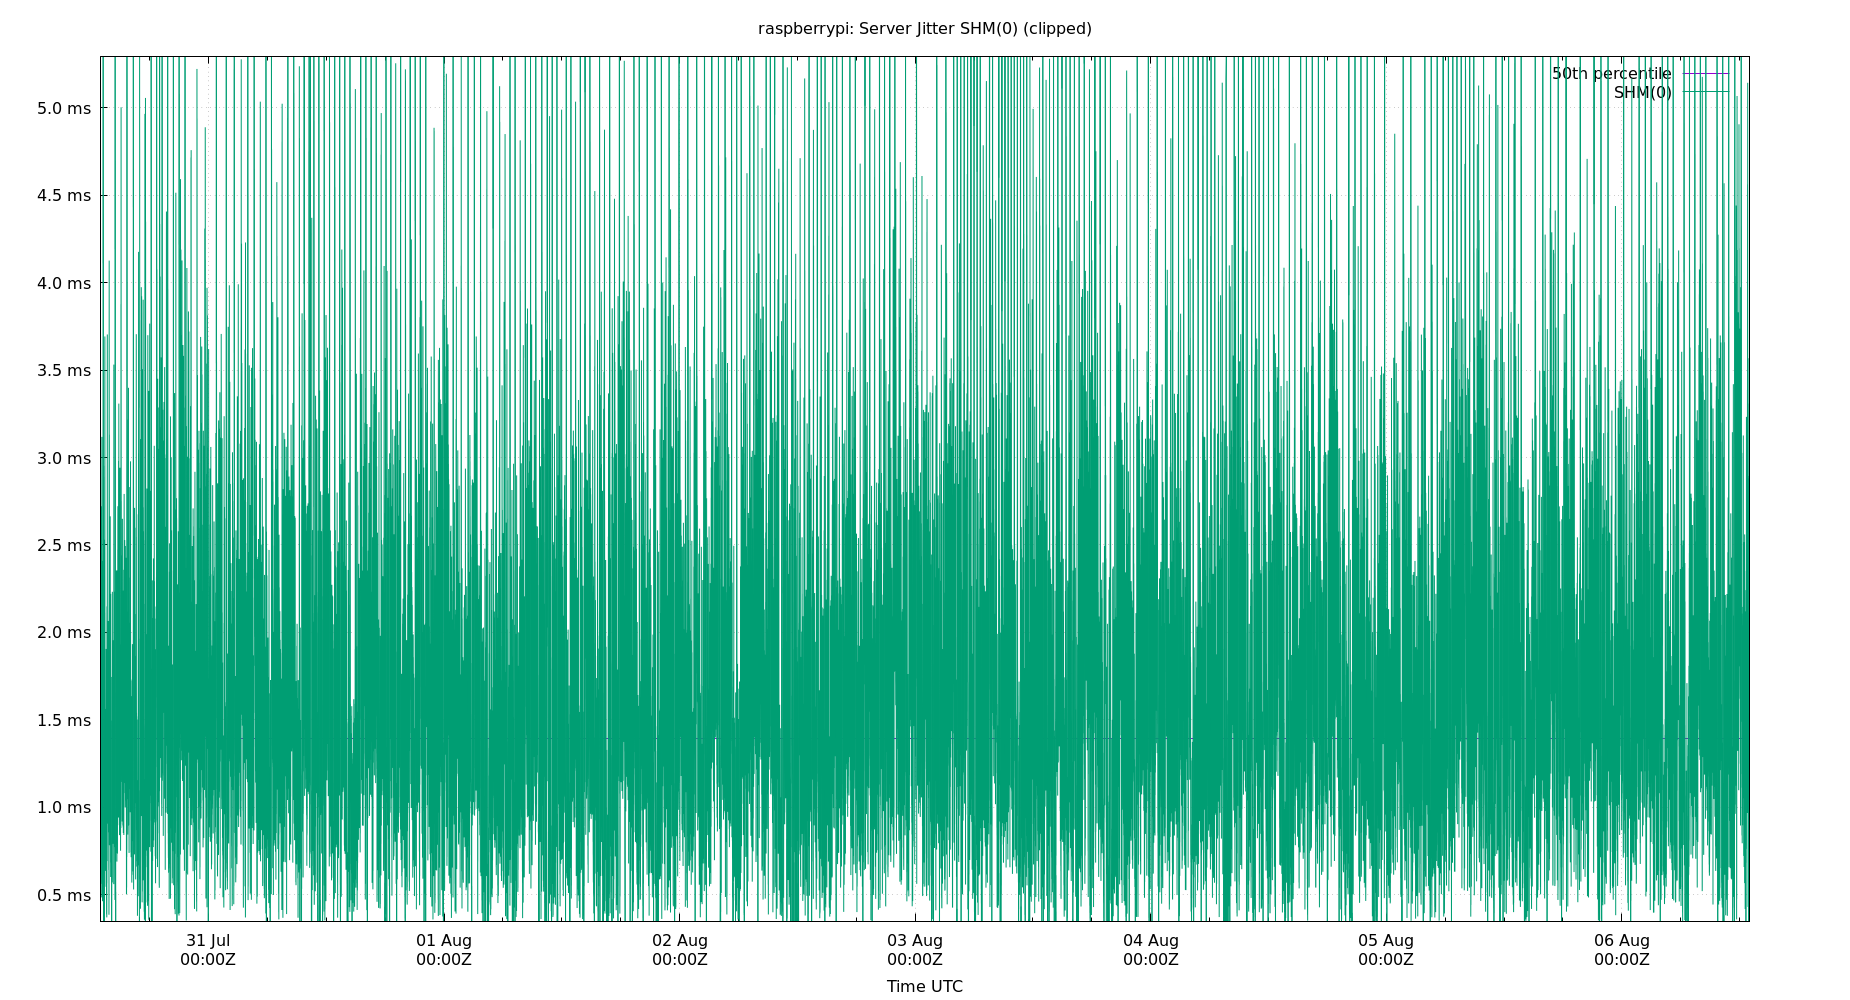 raspberrypi: Server Jitter SHM(0) (clipped)
50th percentile
SHM(0)
5.0 ms
4.5 ms
4.0 ms
3.5 ms
3.0 ms
2.5 ms
2.0 ms
1.5 ms
1.0 ms
0.5 ms
31 Jul 01 Aug 02 Aug 03 Aug 04 Aug 05 Aug 06 Aug
00:00Z 00:00Z 00:00Z 00:00Z 00:00Z 00:00Z 00:00Z
Time UTC